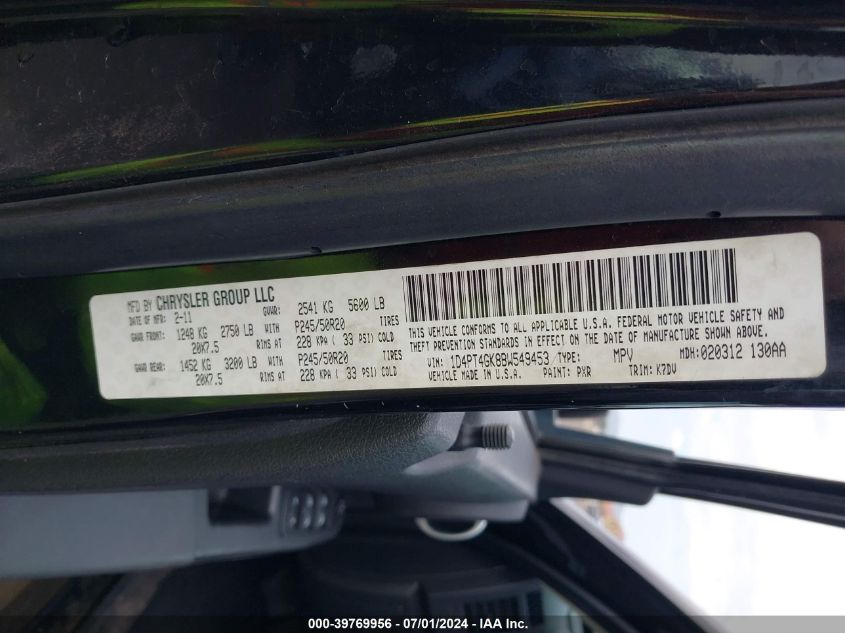 MFD BY CHRYSLER GROUP LLC
DATE OF MFR: 2-11 GVWR: 2541 KG 5600 LB
GAWR FRONT: 1248 KG 2750 LB WITH P245/50R20 TIRES
20X7.5 RIMS AT 228 KPA ( 33 PSI) COLD
GAWR REAR: 1452 KG 3200 LB WITH P245/50R20 TIRES
20X7.5 RIMS AT 228 KPA ( 33 PSI) COLD
THIS VEHICLE CONFORMS TO ALL APPLICABLE U.S.A. FEDERAL MOTOR VEHICLE SAFETY AND
THEFT PREVENTION STANDARDS IN EFFECT ON THE DATE OF MANUFACTURE SHOWN ABOVE.
VIN: 1D4PT4GK8BW549453 TYPE: MPV MDH:020312 130AA
VEHICLE MADE IN U.S.A. PAINT: PXR TRIM: K7DV
000-39769956 - 07/01/2024 - IAA Inc.